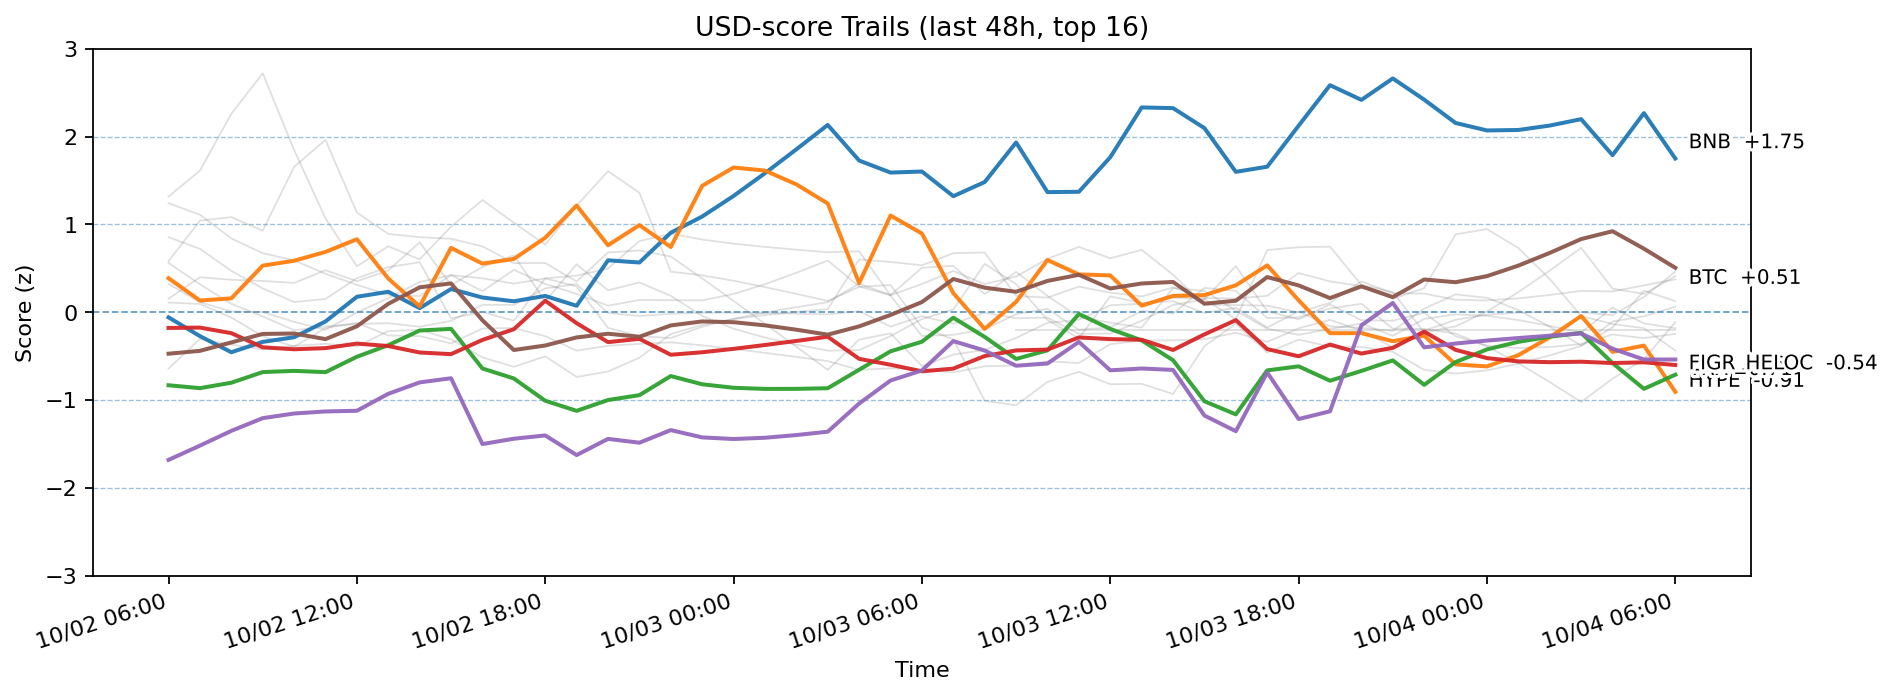 USD-score Trails (last 48h, top 16)
Score (z)
3
2
1
0
−1
−2
−3
BNB +1.75
BTC +0.51
FIGR_HELOC -0.54
HYPE -0.91
10/02 06:00
10/02 12:00
10/02 18:00
10/03 00:00
10/03 06:00
10/03 12:00
10/03 18:00
10/04 00:00
10/04 06:00
Time